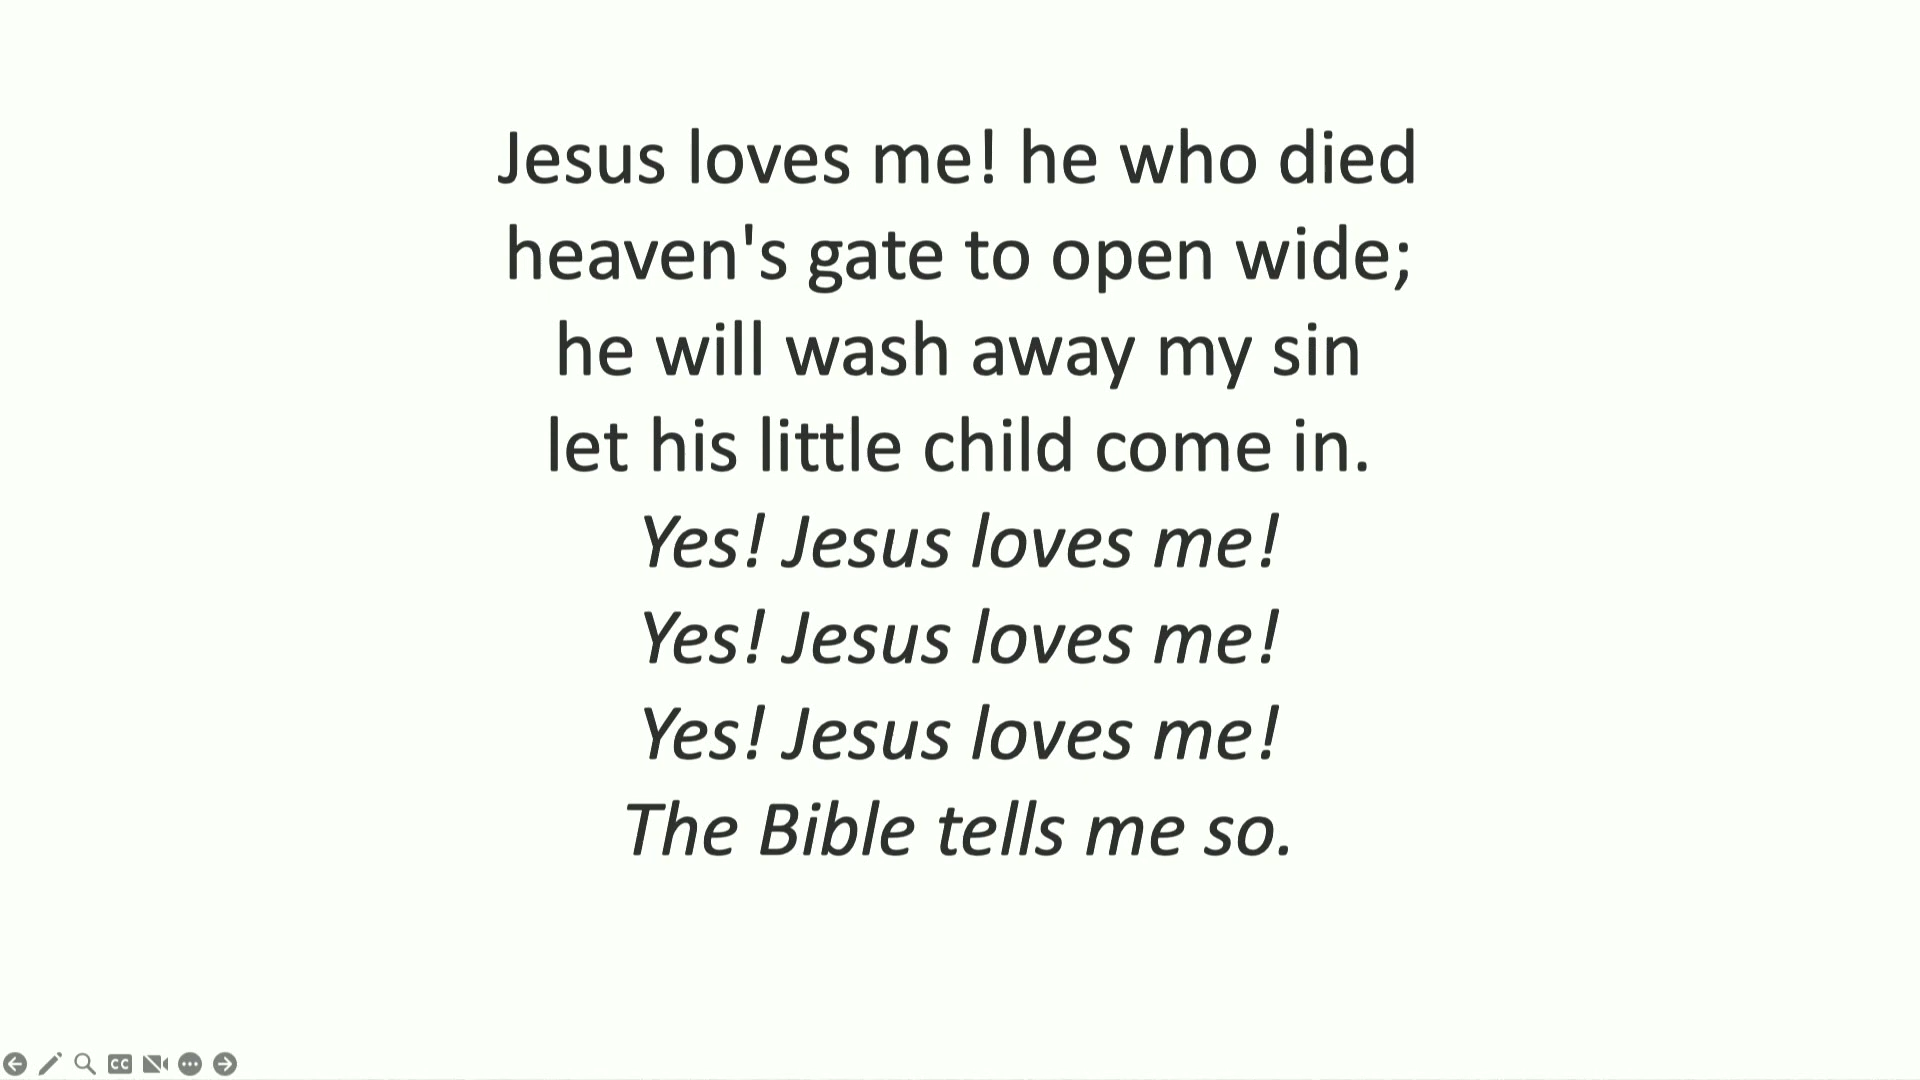 Jesus loves me! he who died
heaven's gate to open wide;
he will wash away my sin
let his little child come in.
Yes! Jesus loves me!
Yes! Jesus loves me!
Yes! Jesus loves me!
The Bible tells me so.
CC